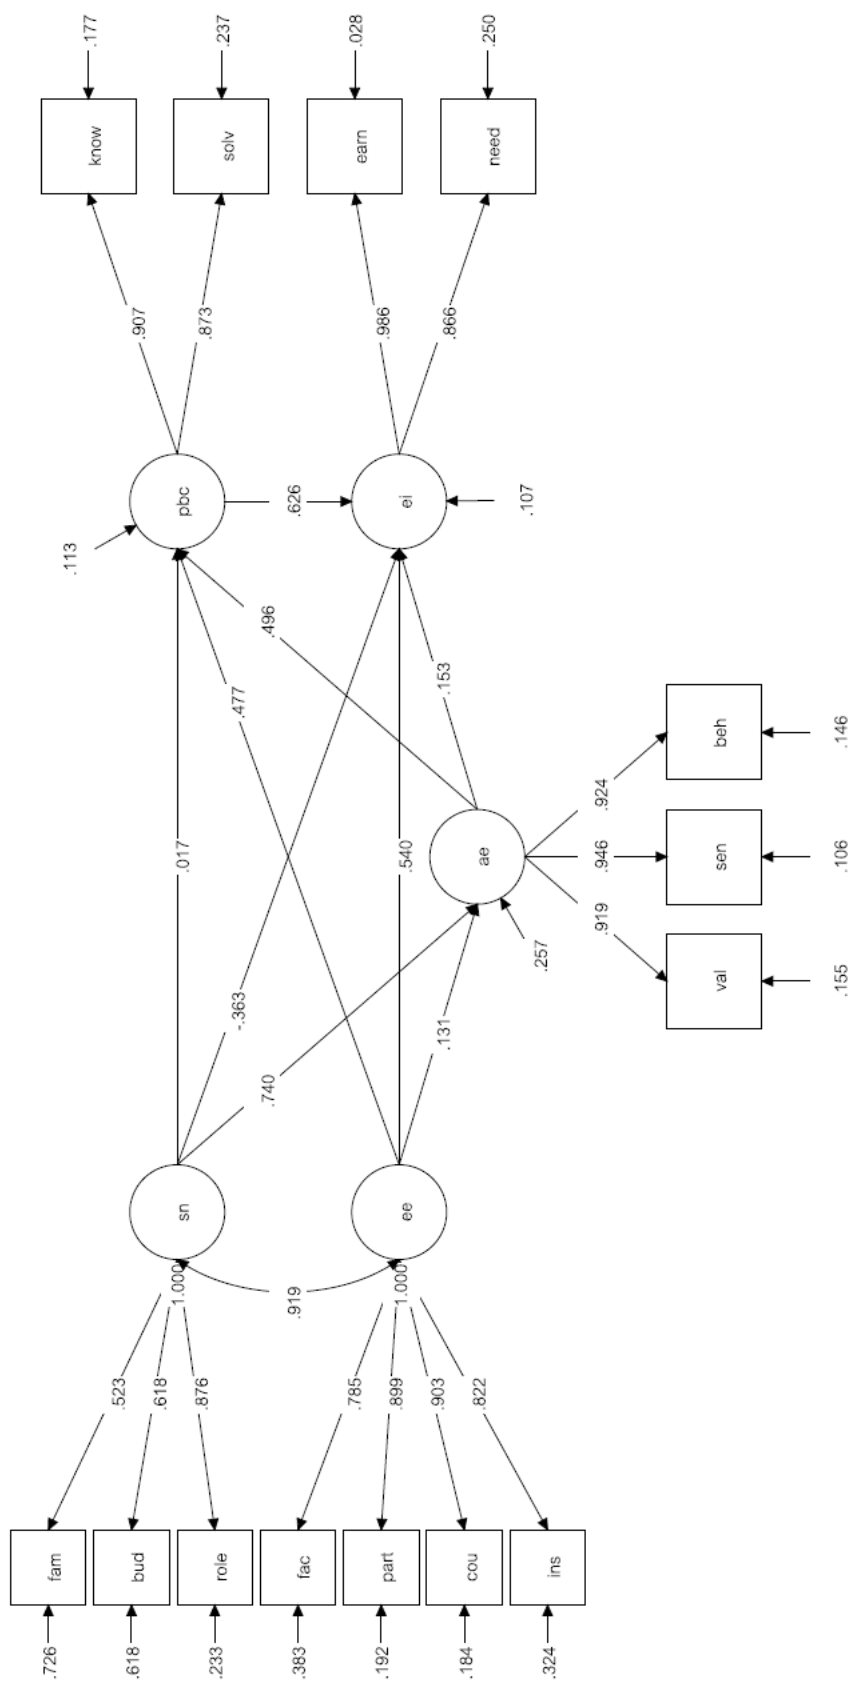 .177
.237
.028
.250
know
solv
earn
need
.907
.873
.986
.866
pbc
.626
ei
.113
.107
.496
.477
.153
.017
.540
-.363
.740
.131
ae
.257
.924
.946
.919
beh
sen
val
.146
.106
.155
sn
ee
1.000
1.000
.919
.523
.618
.876
.785
.899
.903
.822
fam
bud
role
fac
part
cou
ins
.726
.618
.233
.383
.192
.184
.324